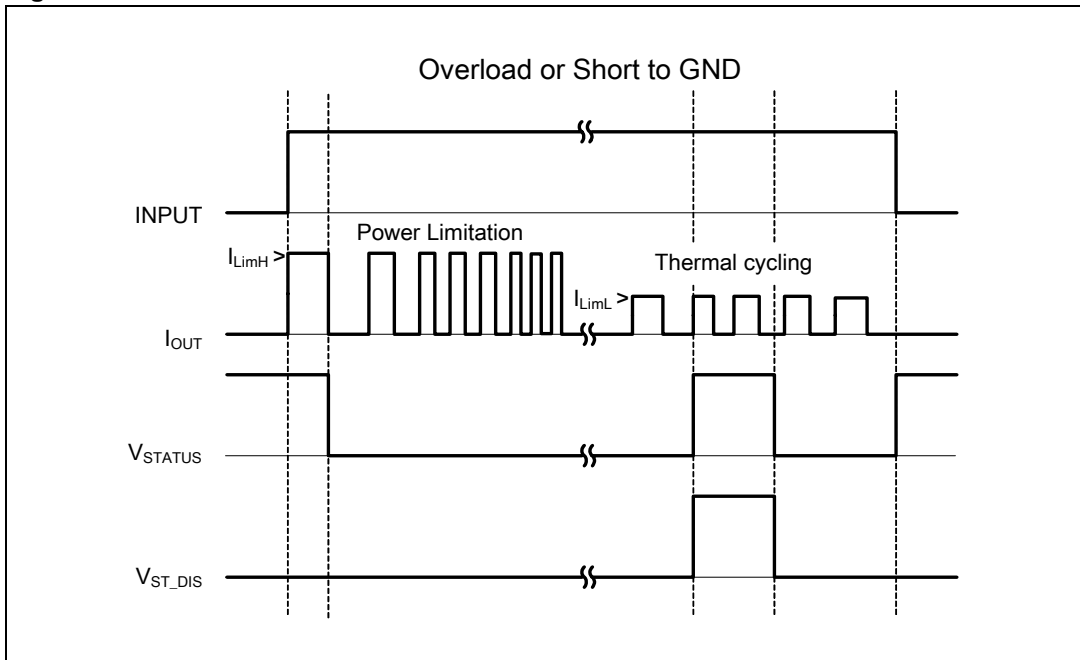 Overload or Short to GND
INPUT
Power Limitation
I_LimH >
Thermal cycling
I_LimL >
I_OUT
V_STATUS
V_ST_DIS